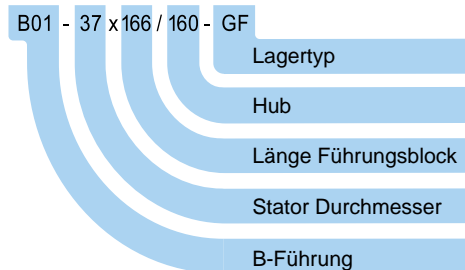 B01 - 37 x 166 / 160 - GF
Lagertyp
Hub
Länge Führungsblock
Stator Durchmesser
B-Führung